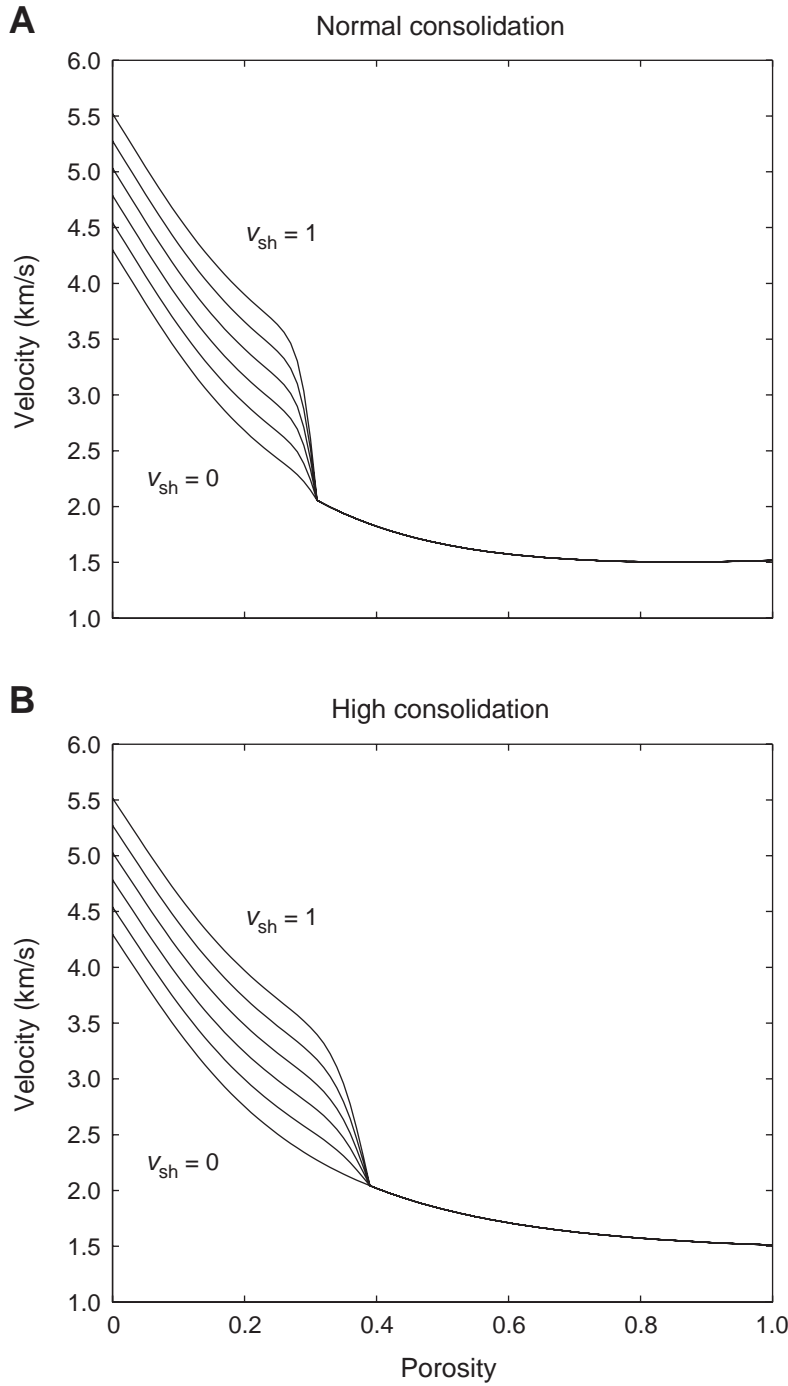 A
Normal consolidation
6.0
5.5
5.0
4.5
4.0
3.5
3.0
2.5
2.0
1.5
1.0
Velocity (km/s)
vsh = 1
vsh = 0
B
High consolidation
6.0
5.5
5.0
4.5
4.0
3.5
3.0
2.5
2.0
1.5
1.0
Velocity (km/s)
vsh = 1
vsh = 0
0 0.2 0.4 0.6 0.8 1.0
Porosity